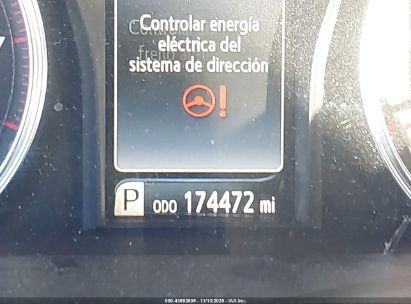 Controlar energía
eléctrica del
sistema de dirección
P ODO 174472 mi